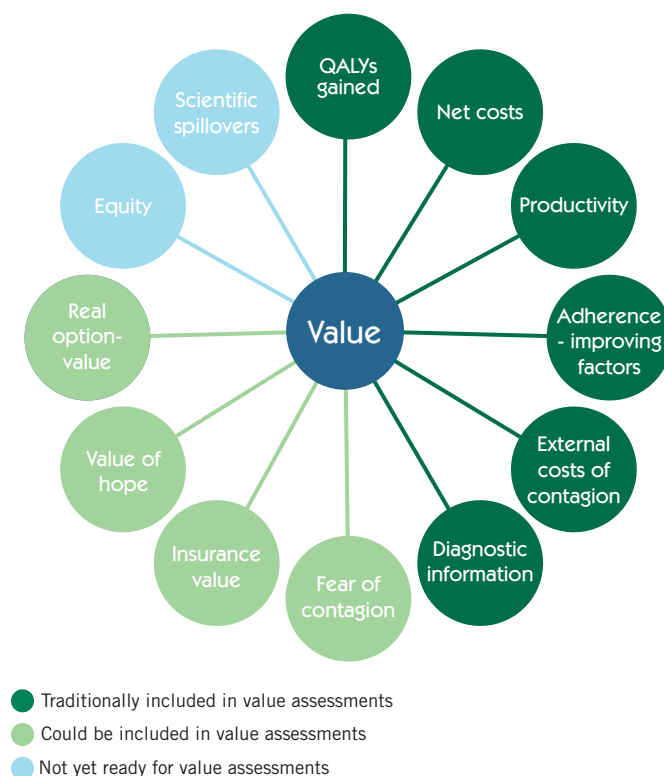 QALYs
gained
Net costs
Productivity
Adherence
- improving
factors
External
costs of
contagion
Diagnostic
information
Fear of
contagion
Insurance
value
Value of
hope
Real
option-
value
Equity
Scientific
spillovers
Value
Traditionally included in value assessments
Could be included in value assessments
Not yet ready for value assessments